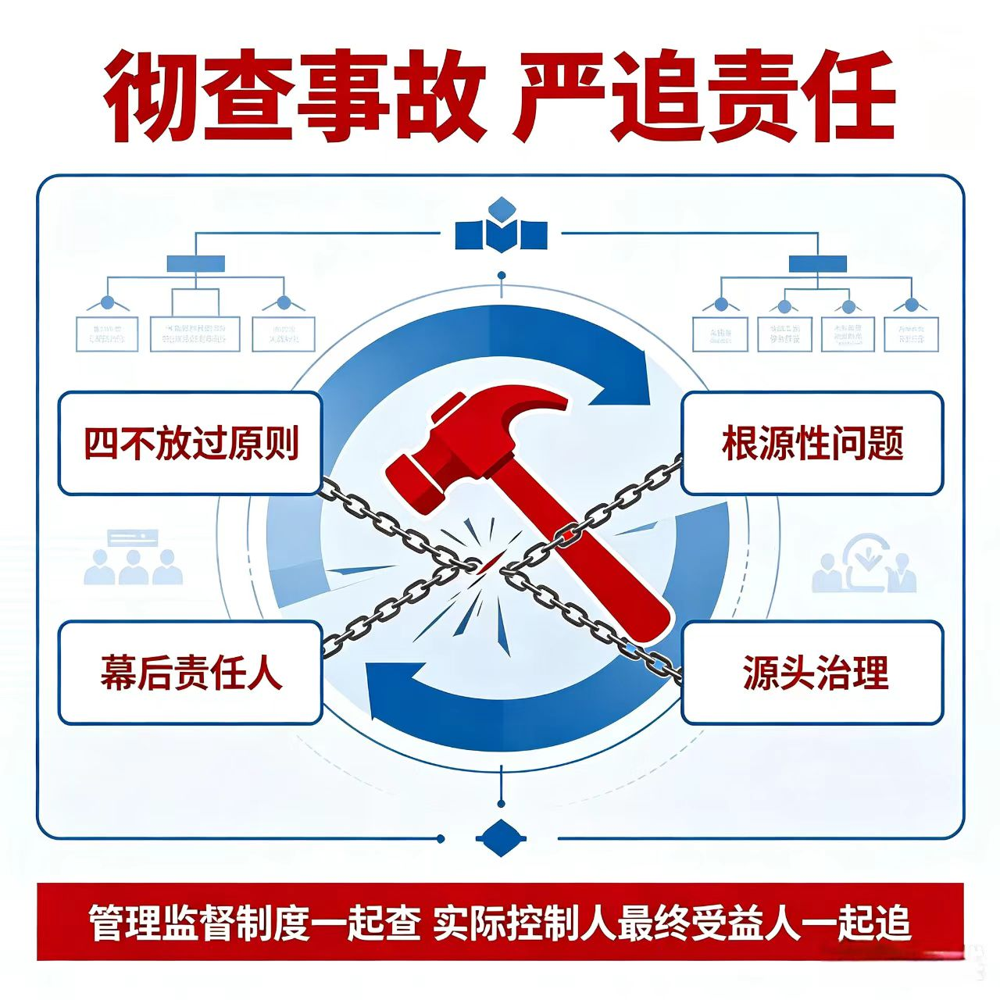 彻查事故 严追责任
四不放过原则
根源性问题
幕后责任人
源头治理
管理监督制度一起查 实际控制人最终受益人一起追